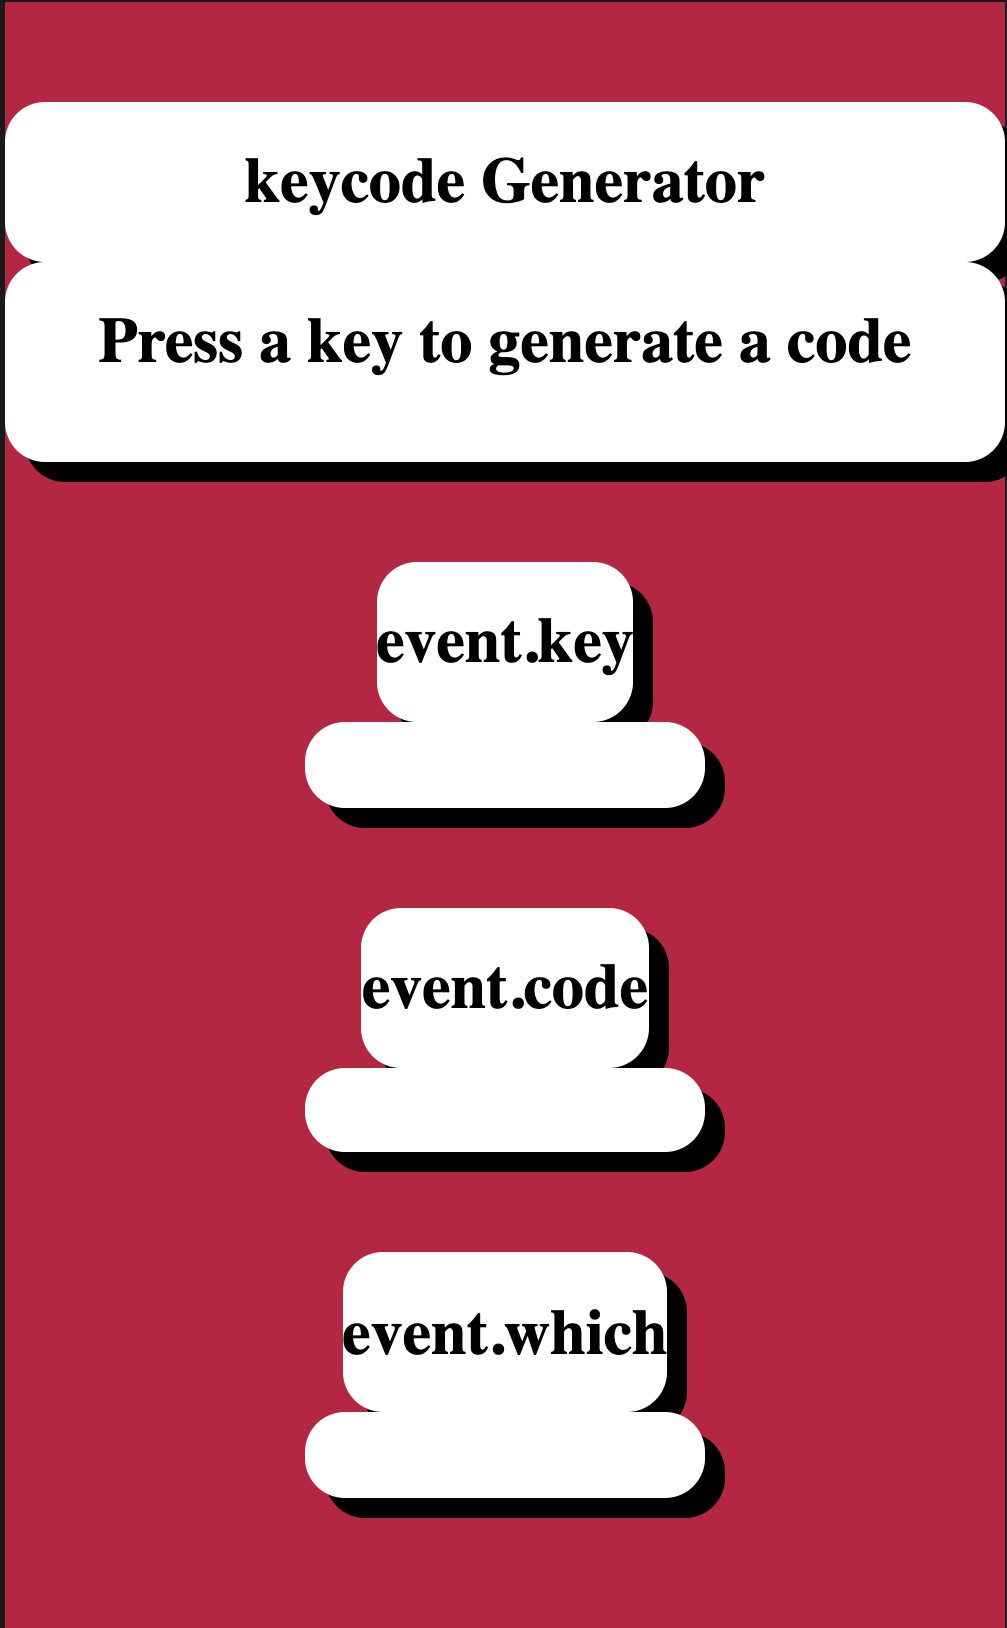 keycode Generator
Press a key to generate a code
event.key
event.code
event.which